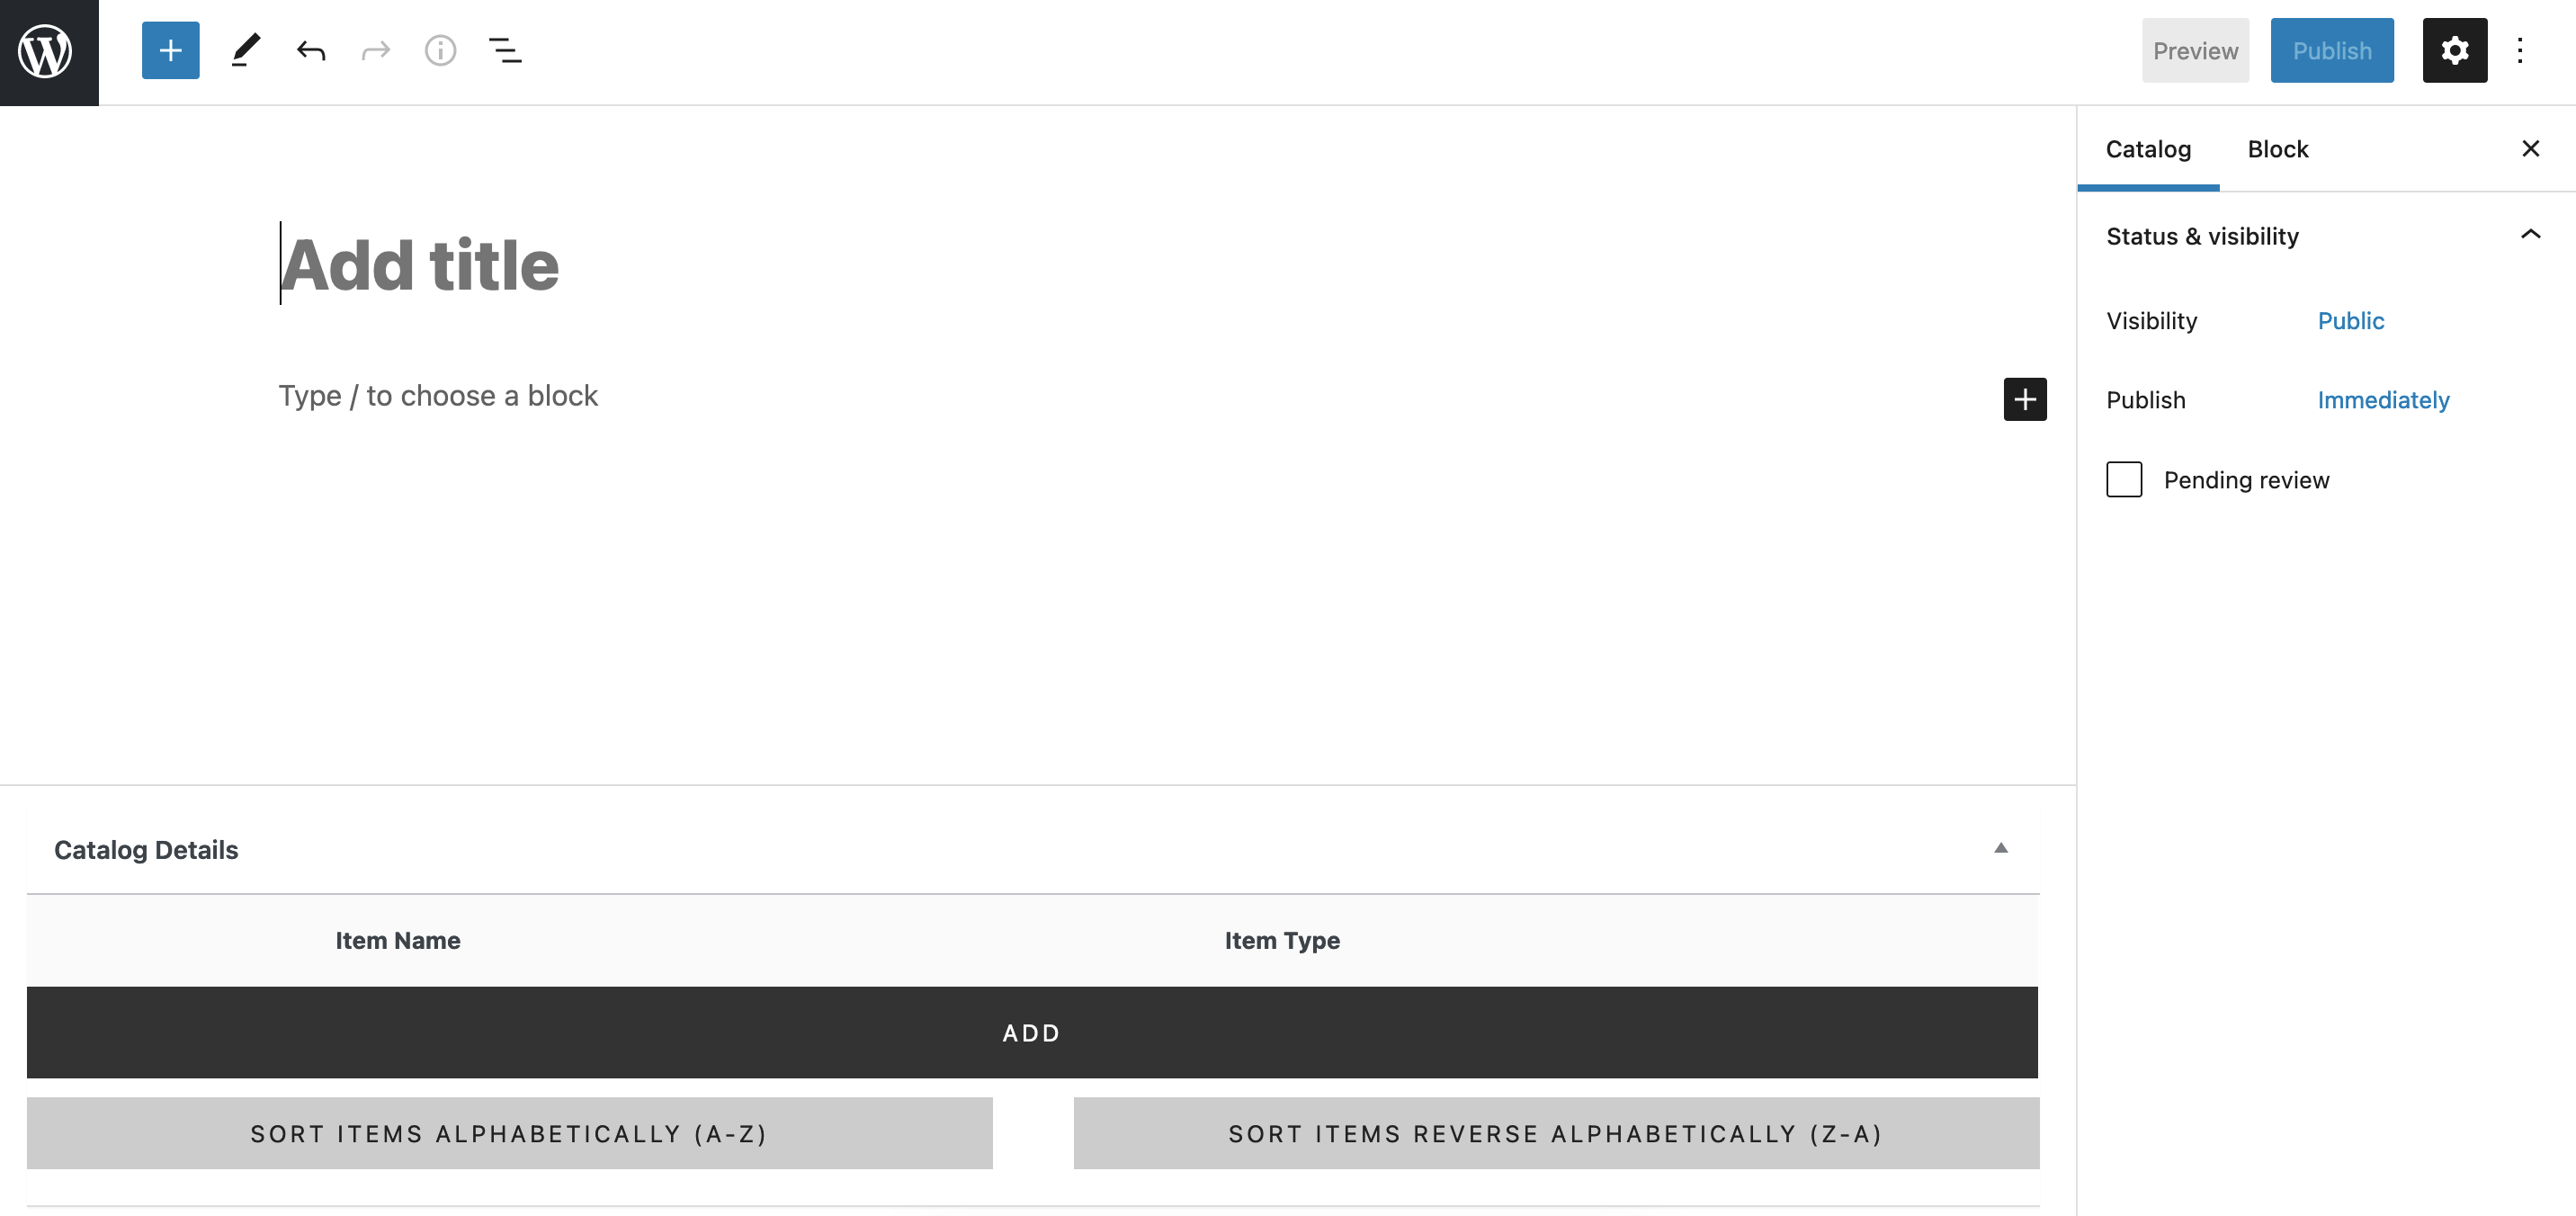 Preview Publish
Catalog Block
Add title
Status & visibility
Visibility Public
Type / to choose a block
Publish Immediately
Pending review
Catalog Details
Item Name Item Type
ADD
SORT ITEMS ALPHABETICALLY (A-Z) SORT ITEMS REVERSE ALPHABETICALLY (Z-A)